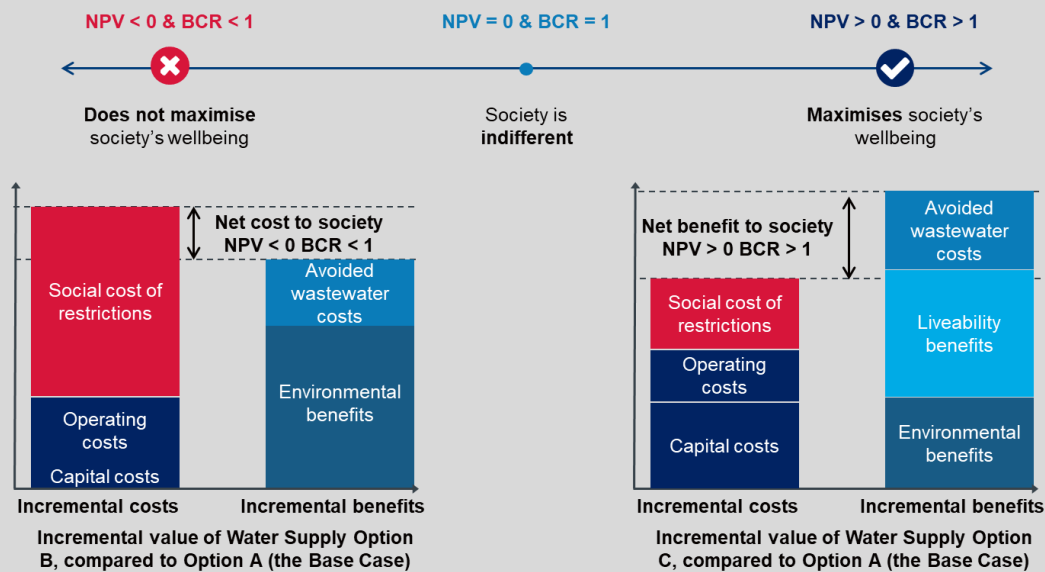 NPV < 0 & BCR < 1
NPV = 0 & BCR = 1
NPV > 0 & BCR > 1
Does not maximise
society's wellbeing
Society is
indifferent
Maximises society's
wellbeing
Net cost to society
NPV < 0 BCR < 1
Social cost of
restrictions
Operating
costs
Capital costs
Avoided
wastewater
costs
Environmental
benefits
Incremental costs
Incremental benefits
Incremental value of Water Supply Option
B, compared to Option A (the Base Case)
Net benefit to society
NPV > 0 BCR > 1
Social cost of
restrictions
Operating
costs
Capital costs
Avoided
wastewater
costs
Liveability
benefits
Environmental
benefits
Incremental costs
Incremental benefits
Incremental value of Water Supply Option
C, compared to Option A (the Base Case)